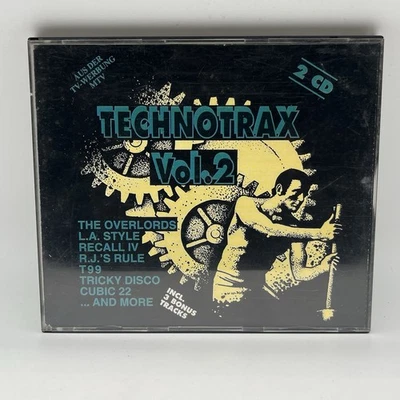 AUS DER
TV-WERBUNG
MTV
2 CD
TECHNOTRAX
Vol.2
THE OVERLORDS
L.A. STYLE
RECALL IV
R.J.'S RULE
T99
TRICKY DISCO
CUBIC 22
... AND MORE
INCL.
3 BONUS
TRACKS